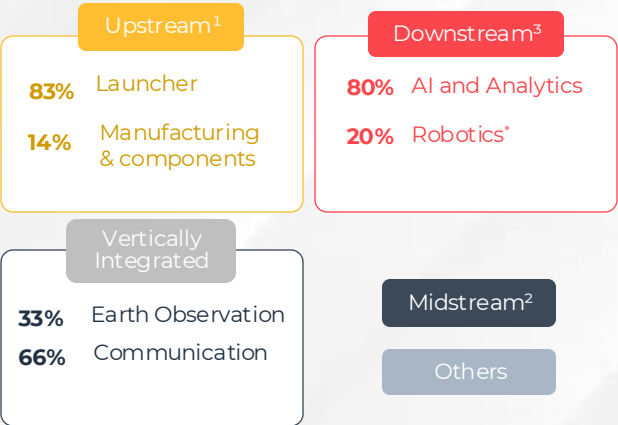 Upstream¹
83% Launcher
14% Manufacturing
& components
Downstream³
80% AI and Analytics
20% Robotics*
Vertically
Integrated
33% Earth Observation
66% Communication
Midstream²
Others